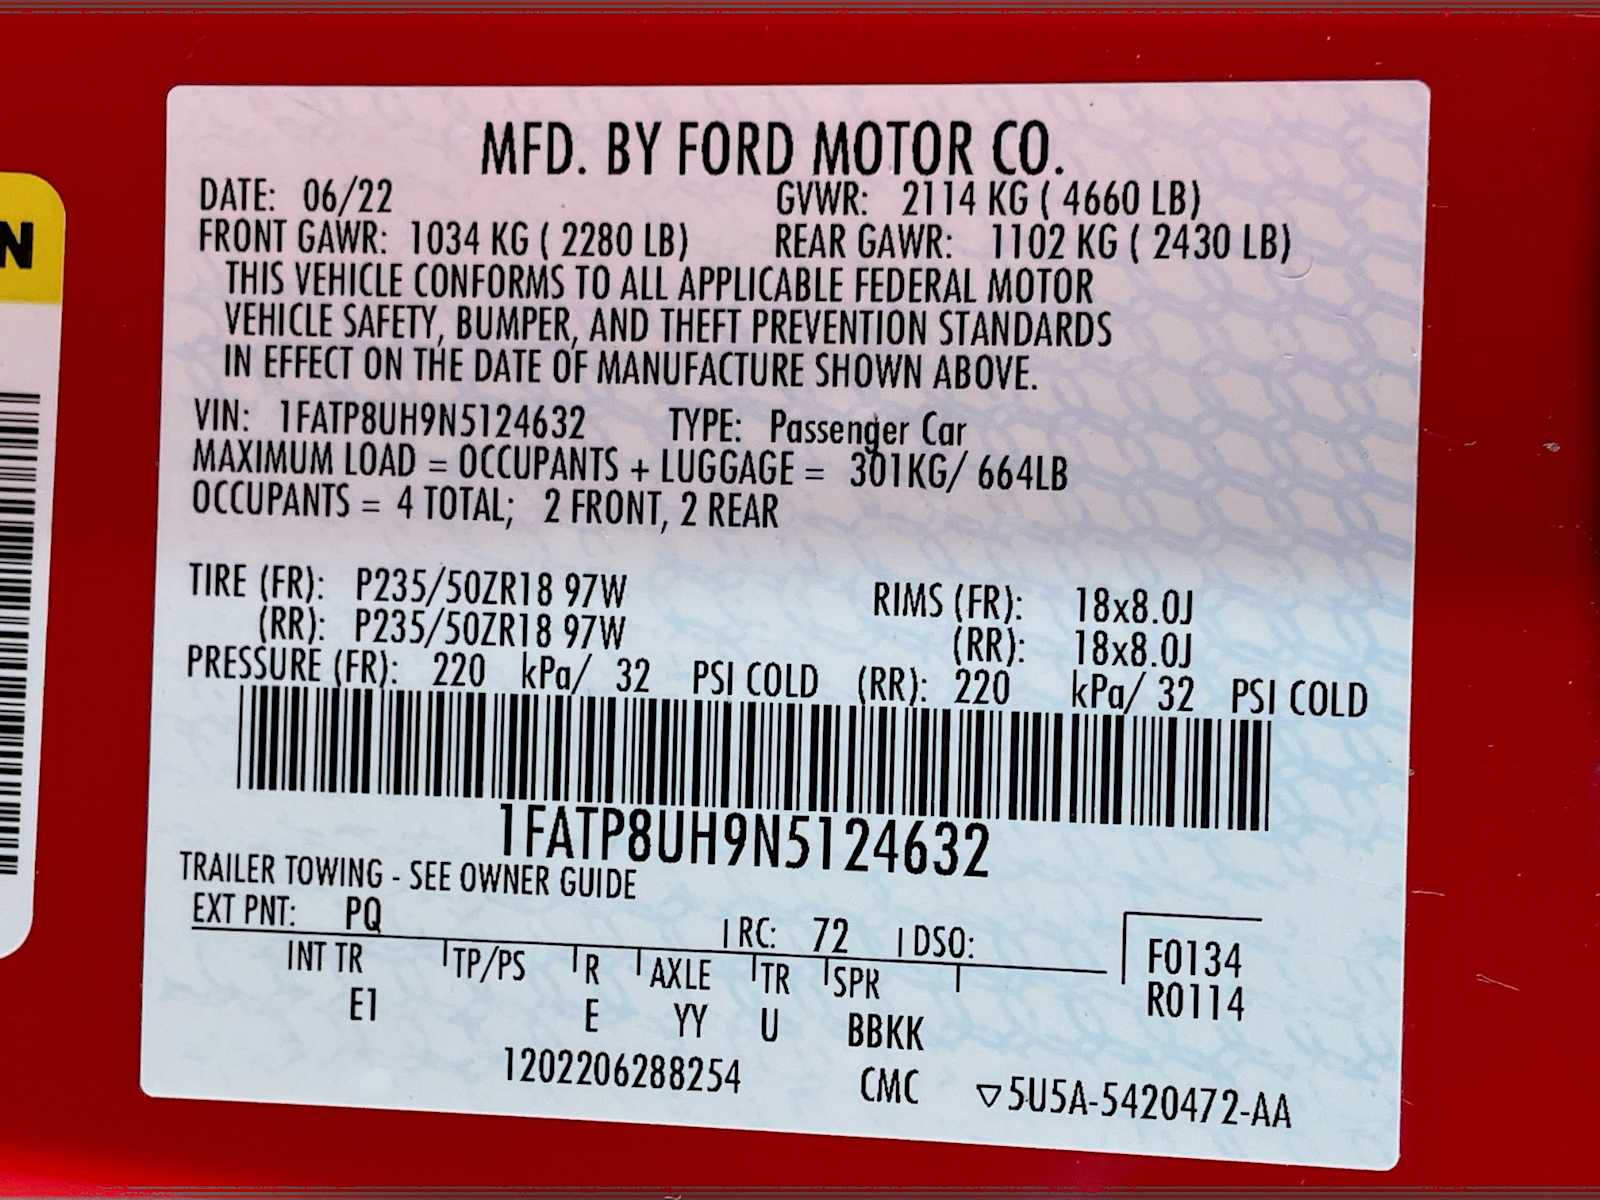 MFD. BY FORD MOTOR CO.
DATE: 06/22 GVWR: 2114 KG ( 4660 LB)
FRONT GAWR: 1034 KG ( 2280 LB) REAR GAWR: 1102 KG ( 2430 LB)
THIS VEHICLE CONFORMS TO ALL APPLICABLE FEDERAL MOTOR
VEHICLE SAFETY, BUMPER, AND THEFT PREVENTION STANDARDS
IN EFFECT ON THE DATE OF MANUFACTURE SHOWN ABOVE.
VIN: 1FATP8UH9N5124632 TYPE: Passenger Car
MAXIMUM LOAD = OCCUPANTS + LUGGAGE = 301KG/ 664LB
OCCUPANTS = 4 TOTAL; 2 FRONT, 2 REAR
TIRE (FR): P235/50ZR18 97W RIMS (FR): 18x8.0J
(RR): P235/50ZR18 97W (RR): 18x8.0J
PRESSURE (FR): 220 kPa/ 32 PSI COLD (RR): 220 kPa/ 32 PSI COLD
1FATP8UH9N5124632
TRAILER TOWING - SEE OWNER GUIDE
EXT PNT: PQ RC: 72 DSO: F0134
INT TR TP/PS R AXLE TR SPR R0114
E1 E YY U BBKK
1202206288254 CMC ▽5U5A-5420472-AA
N